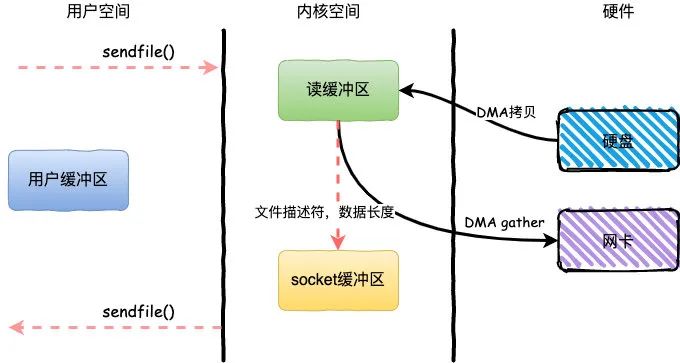 用户空间
内核空间
硬件
sendfile()
读缓冲区
DMA拷贝
硬盘
用户缓冲区
文件描述符，数据长度
DMA gather
网卡
socket缓冲区
sendfile()